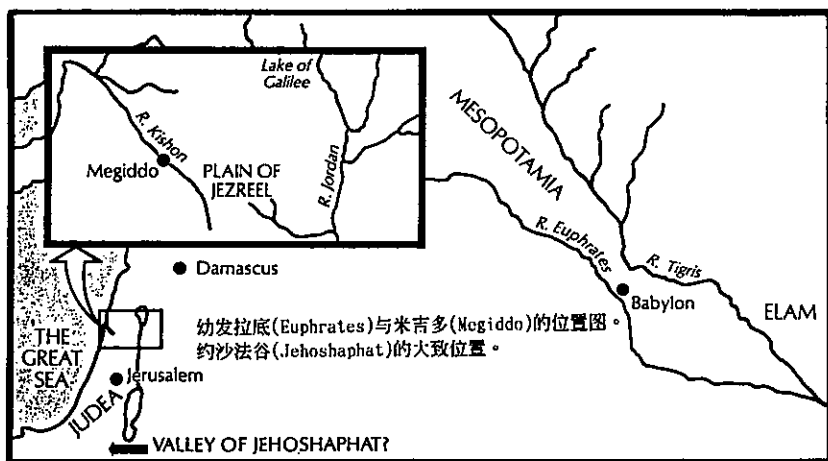 Lake of
Galilee
R. Kishon
Megiddo
PLAIN OF
JEZREEL
R. Jordan
MESOPOTAMIA
R. Euphrates
R. Tigris
Babylon
ELAM
Damascus
THE
GREAT
SEA
幼发拉底(Euphrates)与米吉多(Megiddo)的位置图。
约沙法谷(Jehoshaphat)的大致位置。
Jerusalem
JUDEA
VALLEY OF JEHOSHAPHAT?